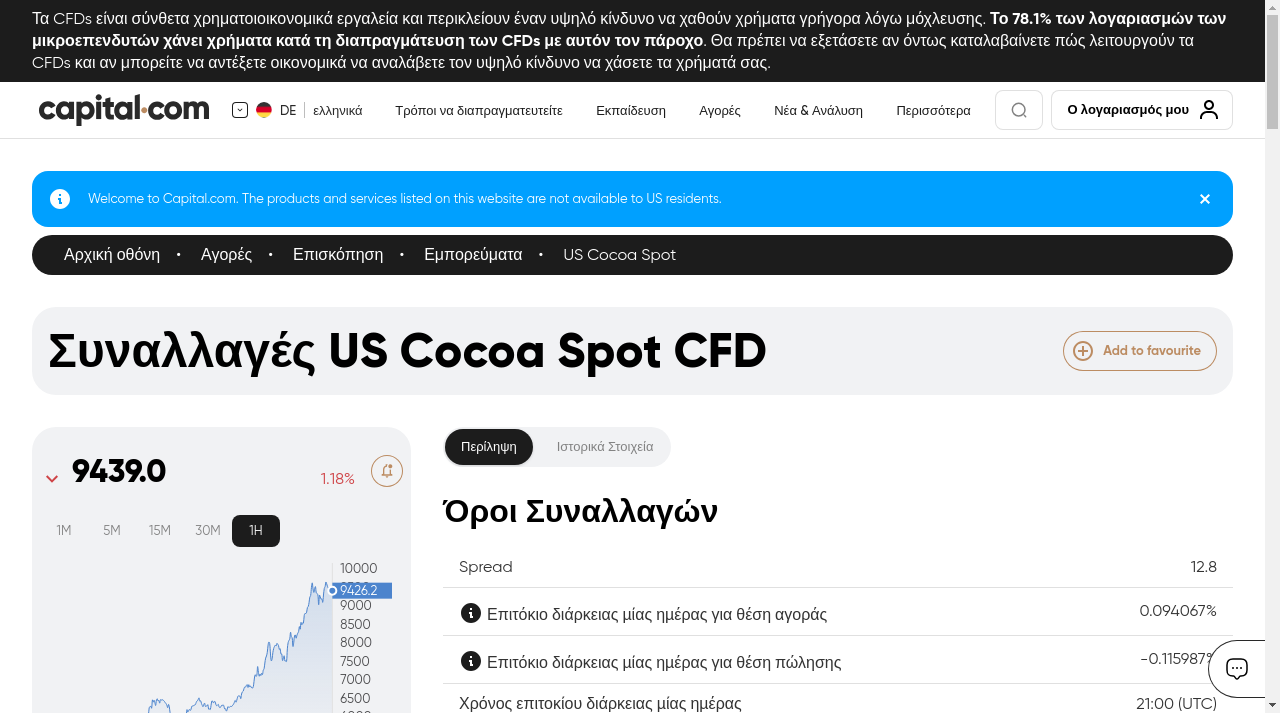 Τα CFDs είναι σύνθετα χρηματοιοικονομικά εργαλεία και περικλείουν έναν υψηλό κίνδυνο να χαθούν χρήματα γρήγορα λόγω μόχλευσης. Το 78.1% των λογαριασμών των
μικροεπενδυτών χάνει χρήματα κατά τη διαπραγμάτευση των CFDs με αυτόν τον πάροχο. Θα πρέπει να εξετάσετε αν όντως καταλαβαίνετε πώς λειτουργούν τα
CFDs και αν μπορείτε να αντέξετε οικονομικά να αναλάβετε τον υψηλό κίνδυνο να χάσετε τα χρήματά σας.
capital.com
DE
ελληνικά
Τρόποι να διαπραγματευτείτε
Εκπαίδευση
Αγορές
Νέα & Ανάλυση
Περισσότερα
Ο λογαριασμός μου
Welcome to Capital.com. The products and services listed on this website are not available to US residents.
Αρχική οθόνη • Αγορές • Επισκόπηση • Εμπορεύματα • US Cocoa Spot
Συναλλαγές US Cocoa Spot CFD
Add to favourite
9439.0
1.18%
1M 5M 15M 30M 1H
10000
9426.2
9000
8500
8000
7500
7000
6500
Περίληψη
Ιστορικά Στοιχεία
Όροι Συναλλαγών
Spread 12.8
Επιτόκιο διάρκειας μίας ημέρας για θέση αγοράς 0.094067%
Επιτόκιο διάρκειας μίας ημέρας για θέση πώλησης -0.115987%
Χρόνος επιτοκίου διάρκειας μίας ημέρας 21:00 (UTC)